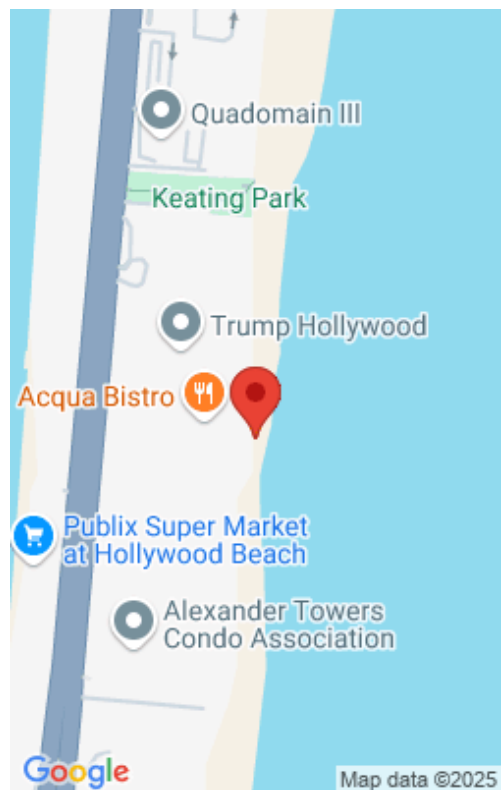 Quadomain III
Keating Park
Trump Hollywood
Acqua Bistro
Publix Super Market
at Hollywood Beach
Alexander Towers
Condo Association
Google
Map data ©2025